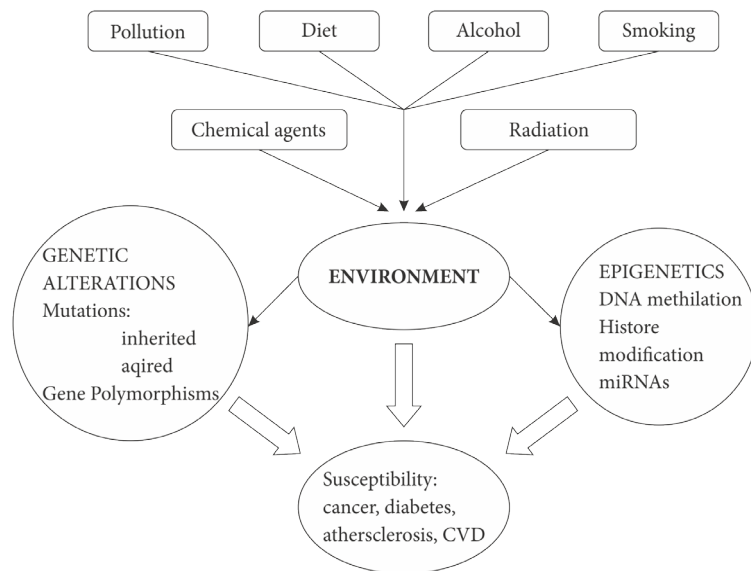 Pollution
Diet
Alcohol
Smoking
Chemical agents
Radiation
GENETIC
ALTERATIONS
Mutations:
inherited
aqired
Gene Polymorphisms
ENVIRONMENT
EPIGENETICS
DNA methilation
Histore
modification
miRNAs
Susceptibility:
cancer, diabetes,
athersclerosis, CVD